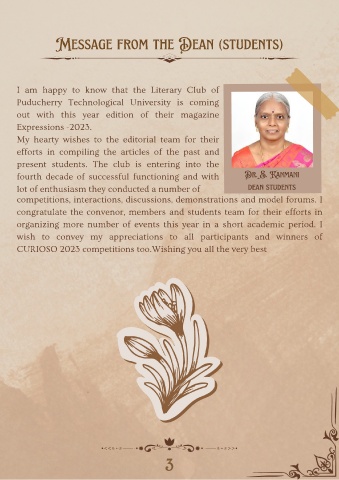 Message from the Dean (Students)
I am happy to know that the Literary Club of
Puducherry Technological University is coming
out with this year edition of their magazine
Expressions -2023.
My hearty wishes to the editorial team for their
efforts in compiling the articles of the past and
present students. The club is entering into the
fourth decade of successful functioning and with
lot of enthusiasm they conducted a number of
competitions, interactions, discussions, demonstrations and model forums. I
congratulate the convenor, members and students team for their efforts in
organizing more number of events this year in a short academic period. I
wish to convey my appreciations to all participants and winners of
CURIOSO 2023 competitions too.Wishing you all the very best
Dr. S. Kanmani
Dean Students
3